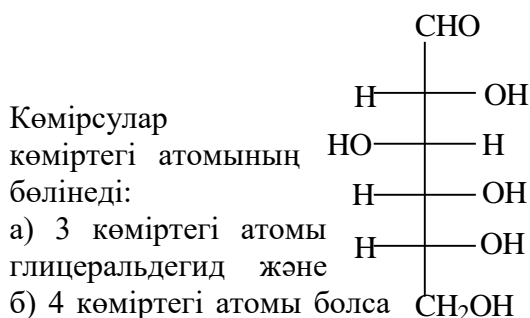 CHO
H OH
Көмірсулар
көміртегі атомының HO H
бөлінеді:
H OH
а) 3 көміртегі атомы
H OH
глицеральдегид және
б) 4 көміртегі атомы болса CH₂OH